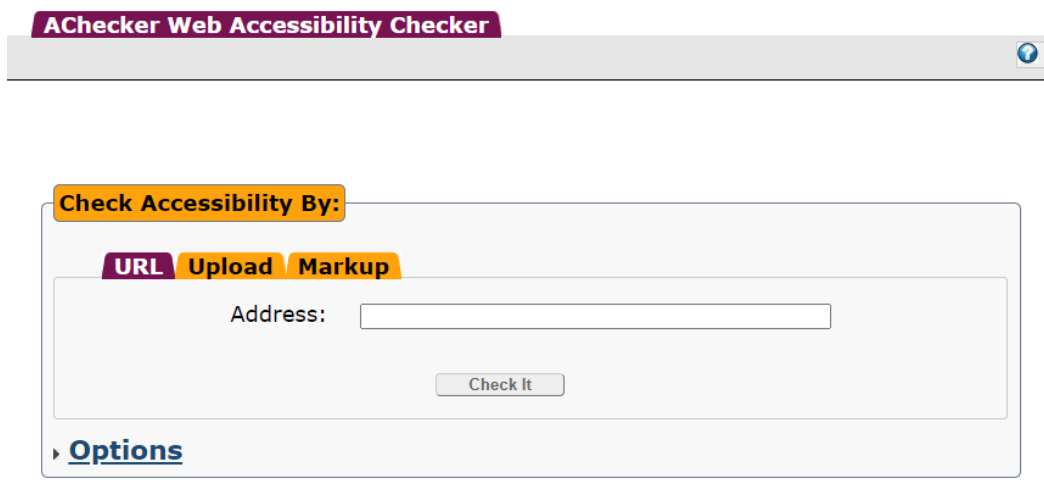 AChecker Web Accessibility Checker
?
Check Accessibility By:
URL Upload Markup
Address:
Check It
Options